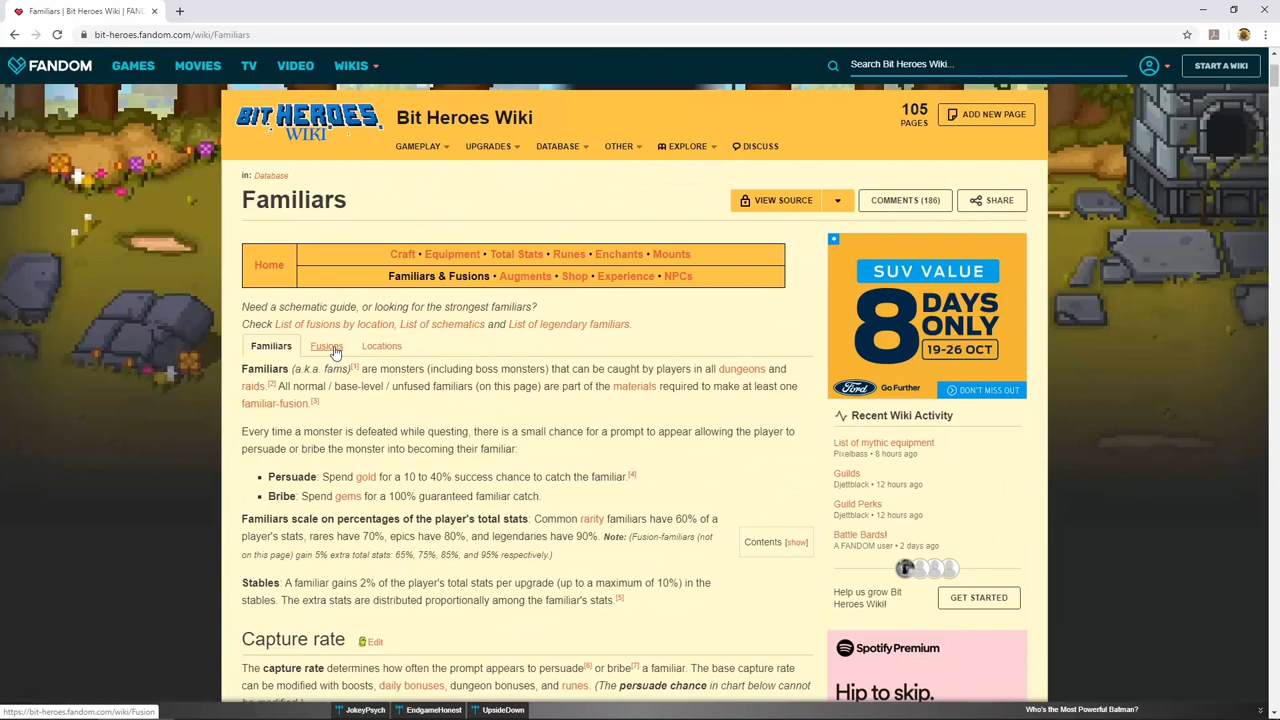 Familiars | Bit Heroes Wiki | FAN
bit-heroes.fandom.com/wiki/Familiars
FANDOM GAMES MOVIES TV VIDEO WIKIS
Search Bit Heroes Wiki...
START A WIKI
BIT HEROES WIKI
Bit Heroes Wiki
105 PAGES
ADD NEW PAGE
GAMEPLAY UPGRADES DATABASE OTHER EXPLORE DISCUSS
in: Database
Familiars
VIEW SOURCE COMMENTS (186) SHARE
Home
Craft • Equipment • Total Stats • Runes • Enchants • Mounts
Familiars & Fusions • Augments • Shop • Experience • NPCs
Need a schematic guide, or looking for the strongest familiars?
Check List of fusions by location, List of schematics and List of legendary familiars.
Familiars Fusions Locations
Familiars (a.k.a. fams)[1] are monsters (including boss monsters) that can be caught by players in all dungeons and
raids.[2] All normal / base-level / unfused familiars (on this page) are part of the materials required to make at least one
familiar-fusion.[3]
Every time a monster is defeated while questing, there is a small chance for a prompt to appear allowing the player to
persuade or bribe the monster into becoming their familiar:
Persuade: Spend gold for a 10 to 40% success chance to catch the familiar.[4]
Bribe: Spend gems for a 100% guaranteed familiar catch.
Familiars scale on percentages of the player's total stats: Common rarity familiars have 60% of a
player's stats, rares have 70%, epics have 80%, and legendaries have 90%. Note: (Fusion-familiars (not
on this page) gain 5% extra total stats: 65%, 75%, 85%, and 95% respectively.)
Contents [show]
Stables: A familiar gains 2% of the player's total stats per upgrade (up to a maximum of 10%) in the
stables. The extra stats are distributed proportionally among the familiar's stats.[5]
Capture rate Edit
The capture rate determines how often the prompt appears to persuade[6] or bribe[7] a familiar. The base capture rate
can be modified with boosts, daily bonuses, dungeon bonuses, and runes. (The persuade chance in chart below cannot
be modified.)
SUV VALUE
8 DAYS ONLY
19-26 OCT
Ford Go Further
DON'T MISS OUT
Recent Wiki Activity
List of mythic equipment
Pixelbass • 8 hours ago
Guilds
Djettblack • 12 hours ago
Guild Perks
Djettblack • 12 hours ago
Battle Bards!
A FANDOM user • 2 days ago
Help us grow Bit
Heroes Wiki!
GET STARTED
Spotify Premium
Hip to skip.
https://bit-heroes.fandom.com/wiki/Fusion
JokeyPsych EndgameHonest UpsideDown
Who's the Most Powerful Batman?